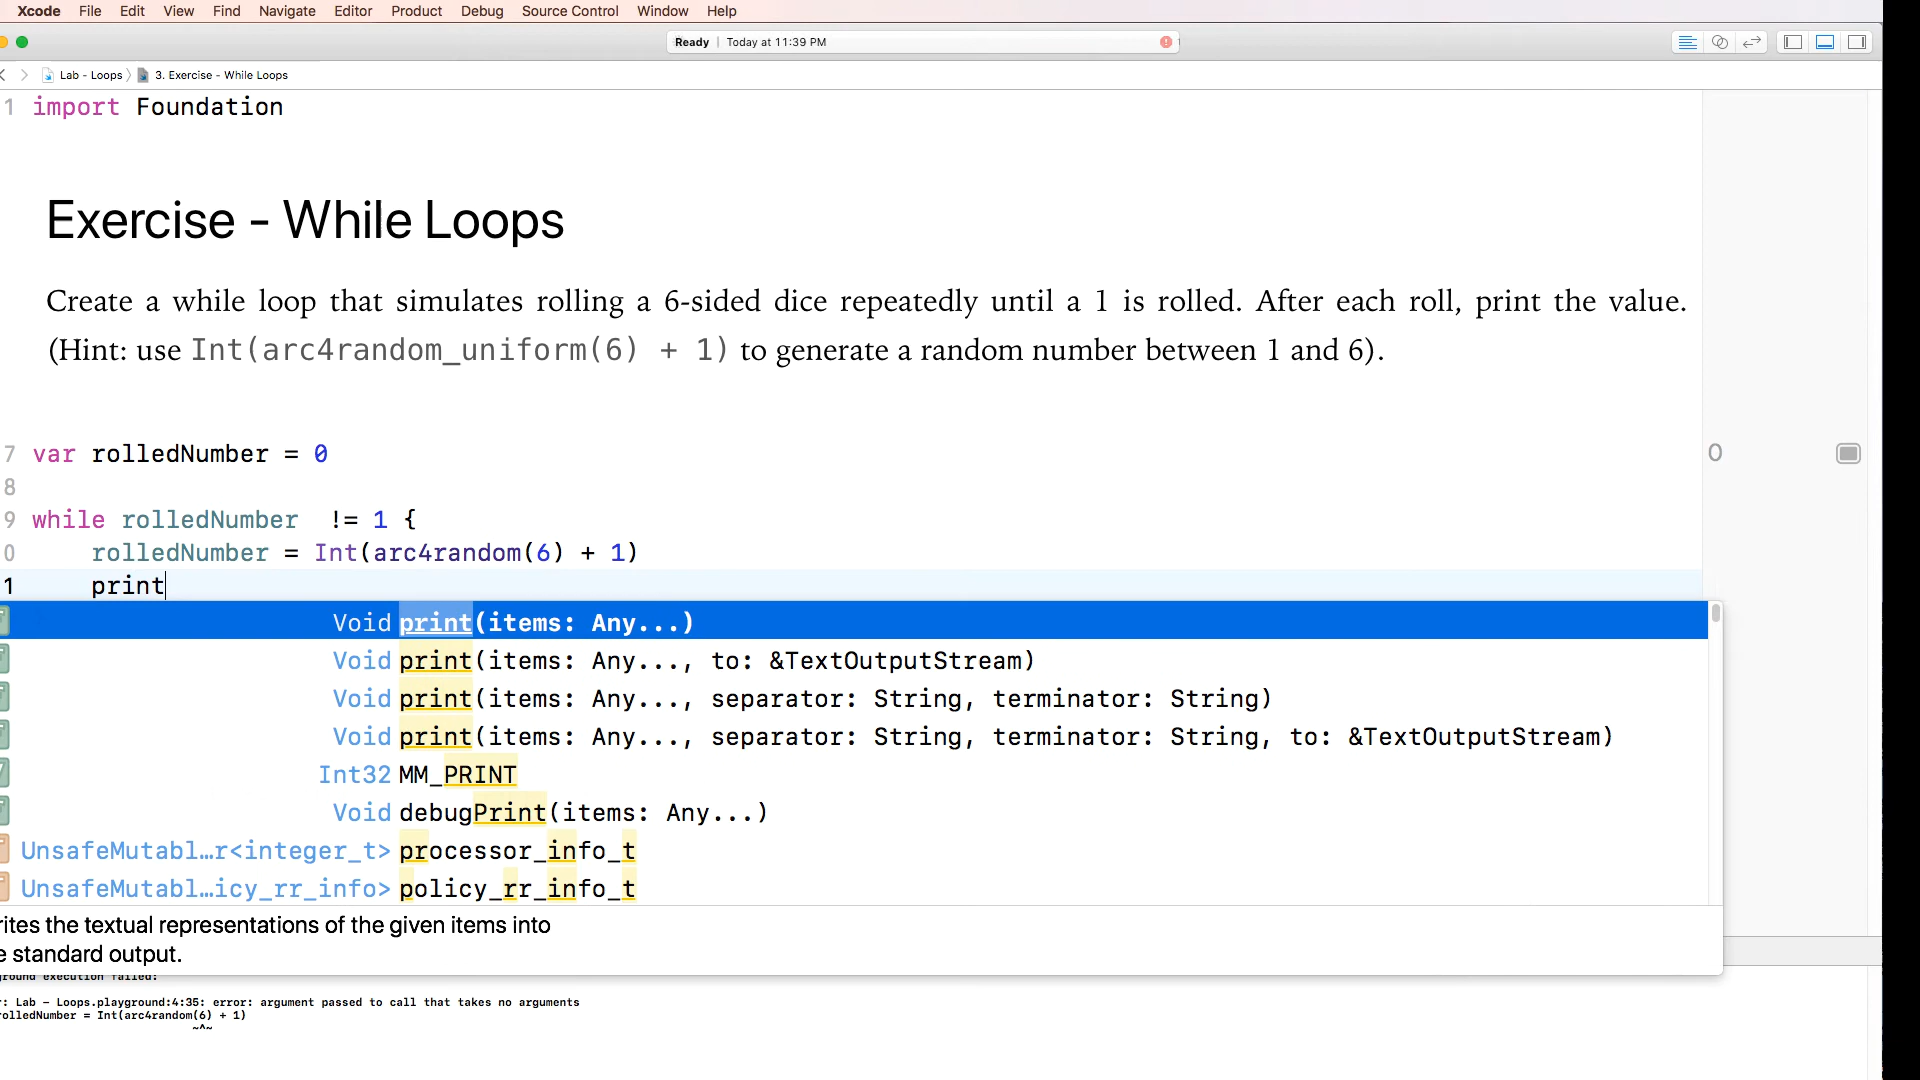 Xcode File Edit View Find Navigate Editor Product Debug Source Control Window Help
Ready | Today at 11:39 PM
Lab - Loops 3. Exercise - While Loops
1 import Foundation
Exercise - While Loops
Create a while loop that simulates rolling a 6-sided dice repeatedly until a 1 is rolled. After each roll, print the value.
(Hint: use Int(arc4random_uniform(6) + 1) to generate a random number between 1 and 6).
7 var rolledNumber = 0
0
8
9 while rolledNumber  != 1 {
0 rolledNumber = Int(arc4random(6) + 1)
1 print
Void print(items: Any...)
Void print(items: Any..., to: &TextOutputStream)
Void print(items: Any..., separator: String, terminator: String)
Void print(items: Any..., separator: String, terminator: String, to: &TextOutputStream)
Int32 MM_PRINT
Void debugPrint(items: Any...)
UnsafeMutabl…r<integer_t> processor_info_t
UnsafeMutabl…icy_rr_info> policy_rr_info_t
rites the textual representations of the given items into
e standard output.
ground execution failed:
r: Lab - Loops.playground:4:35: error: argument passed to call that takes no arguments
rolledNumber = Int(arc4random(6) + 1)
~^~